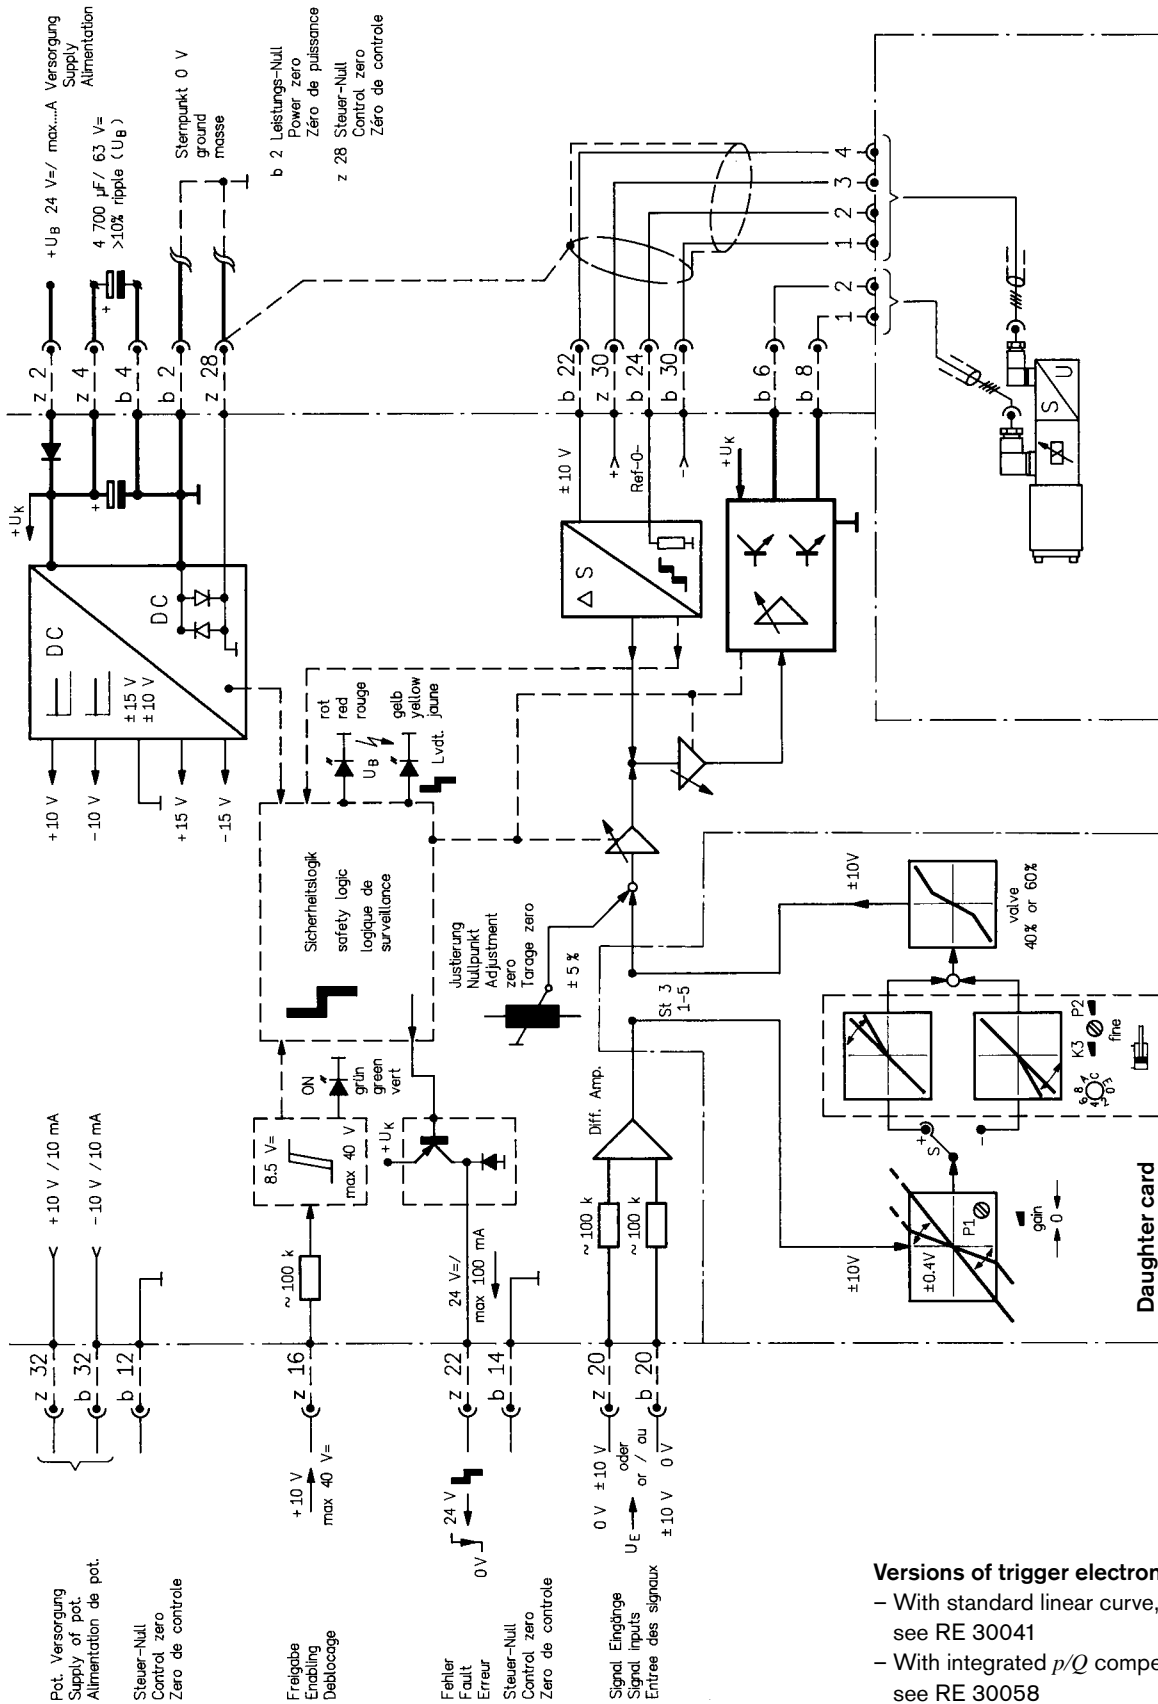 +U_B 24 V=/ max....A Versorgung
Supply
Alimentation
4 700 µF/ 63 V=
>10% ripple (U_B)
Sternpunkt 0 V
ground
masse
b 2 Leistungs-Null
Power zero
Zéro de puissance
z 28 Steuer-Null
Control zero
Zéro de controle
z 2
z 4
b 4
b 2
z 28
+
+
+U_K
DC
DC
±15 V
±10 V
+10 V
−10 V
+15 V
−15 V
b 22
z 30
b 24
b 30
b 6
b 8
4
3
2
1
2
1
±10 V
+>
Ref-0-
->
+U_K
Δ S
S
U
rot
red
rouge
U_B
gelb
yellow
jaune
Lvdt.
Sicherheitslogik
safety logic
logique de
surveillance
Justierung
Nullpunkt
Adjustment
zero
Tarage zero
±5%
St 3
1-5
ON
grün
green
vert
8.5 V=
max 40 V
+U_K
~100 k
24 V=/
max 100 mA
Diff. Amp.
~100 k
~100 k
+10 V /10 mA
−10 V /10 mA
z 32
b 32
b 12
z 16
z 22
b 14
z 20
b 20
Pot. Versorgung
Supply of pot.
Alimentation de pot.
Steuer-Null
Control zero
Zero de controle
+10 V
max 40 V=
Freigabe
Enabling
Deblocage
24 V
0V
Fehler
Fault
Erreur
Steuer-Null
Control zero
Zero de controle
0 V ±10 V
oder
U_E
or / ou
±10 V 0 V
Signal Eingänge
Signal inputs
Entree des signaux
±10V
±10V
valve
40% or 60%
P2
K3
fine
0 2 4 6 8 A C E
+
S
-
±0.4V
P1
gain
0
Daughter card
Versions of trigger electron
– With standard linear curve,
see RE 30041
– With integrated p/Q compe
see RE 30058